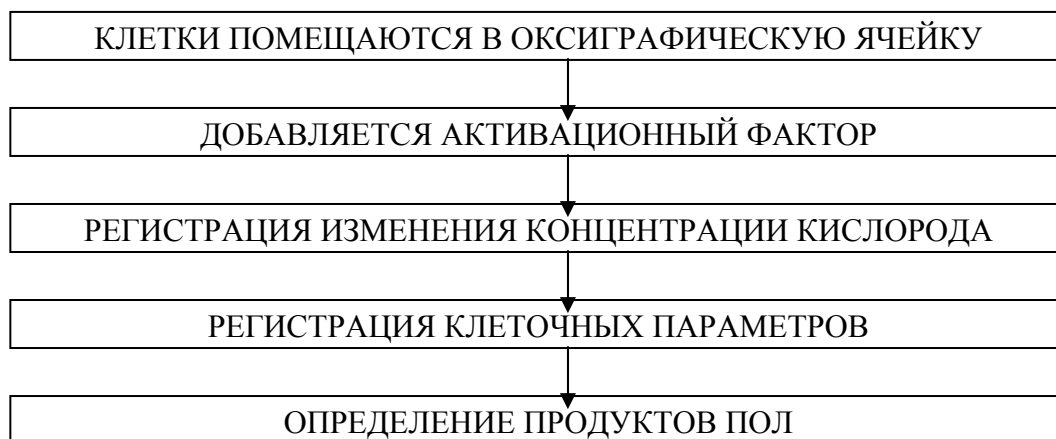 КЛЕТКИ ПОМЕЩАЮТСЯ В ОКСИГРАФИЧЕСКУЮ ЯЧЕЙКУ
ДОБАВЛЯЕТСЯ АКТИВАЦИОННЫЙ ФАКТОР
РЕГИСТРАЦИЯ ИЗМЕНЕНИЯ КОНЦЕНТРАЦИИ КИСЛОРОДА
РЕГИСТРАЦИЯ КЛЕТОЧНЫХ ПАРАМЕТРОВ
ОПРЕДЕЛЕНИЕ ПРОДУКТОВ ПОЛ